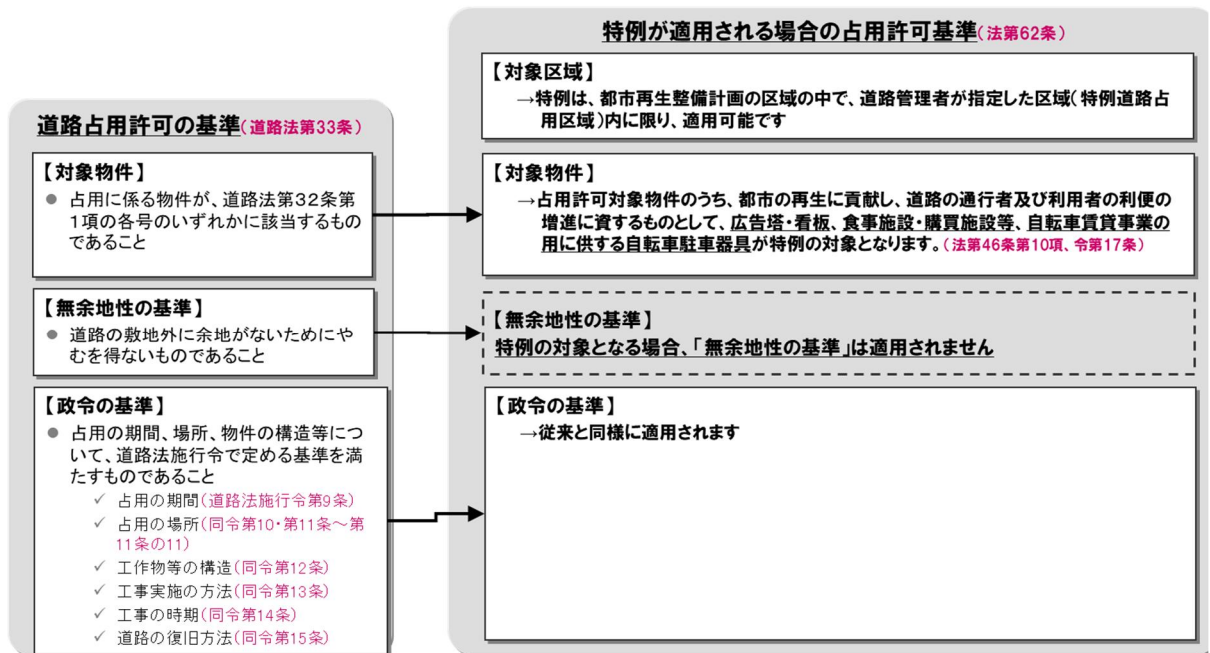 道路占用許可の基準(道路法第33条)
【対象物件】
● 占用に係る物件が、道路法第32条第
1項の各号のいずれかに該当するもの
であること
【無余地性の基準】
● 道路の敷地外に余地がないためにや
むを得ないものであること
【政令の基準】
● 占用の期間、場所、物件の構造等につ
いて、道路法施行令で定める基準を満
たすものであること
✓ 占用の期間(道路法施行令第9条)
✓ 占用の場所(同令第10・第11条～第
11条の11)
✓ 工作物等の構造(同令第12条)
✓ 工事実施の方法(同令第13条)
✓ 工事の時期(同令第14条)
✓ 道路の復旧方法(同令第15条)
特例が適用される場合の占用許可基準(法第62条)
【対象区域】
→特例は、都市再生整備計画の区域の中で、道路管理者が指定した区域(特例道路占
用区域)内に限り、適用可能です
【対象物件】
→占用許可対象物件のうち、都市の再生に貢献し、道路の通行者及び利用者の利便の
増進に資するものとして、広告塔・看板、食事施設・購買施設等、自転車賃貸事業の
用に供する自転車駐車器具が特例の対象となります。(法第46条第10項、令第17条)
【無余地性の基準】
特例の対象となる場合、「無余地性の基準」は適用されません
【政令の基準】
→従来と同様に適用されます